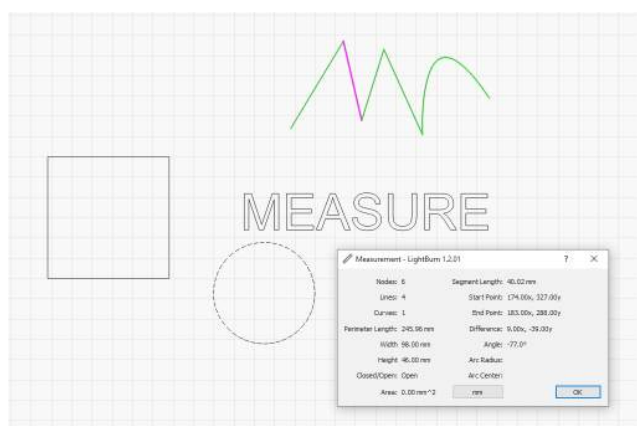 MEASURE
Measurement - LightBurn 1.2.01 ? ×
Nodes: 6 Segment Length: 40.02 mm
Lines: 4 Start Point: 174.00x, 327.00y
Curves: 1 End Point: 183.00x, 288.00y
Perimeter Length: 245.96 mm Difference: 9.00x, -39.00y
Width 98.00 mm Angle: -77.0°
Height 46.00 mm Arc Radius:
Closed/Open: Open Arc Center:
Area: 0.00 mm^2 mm OK